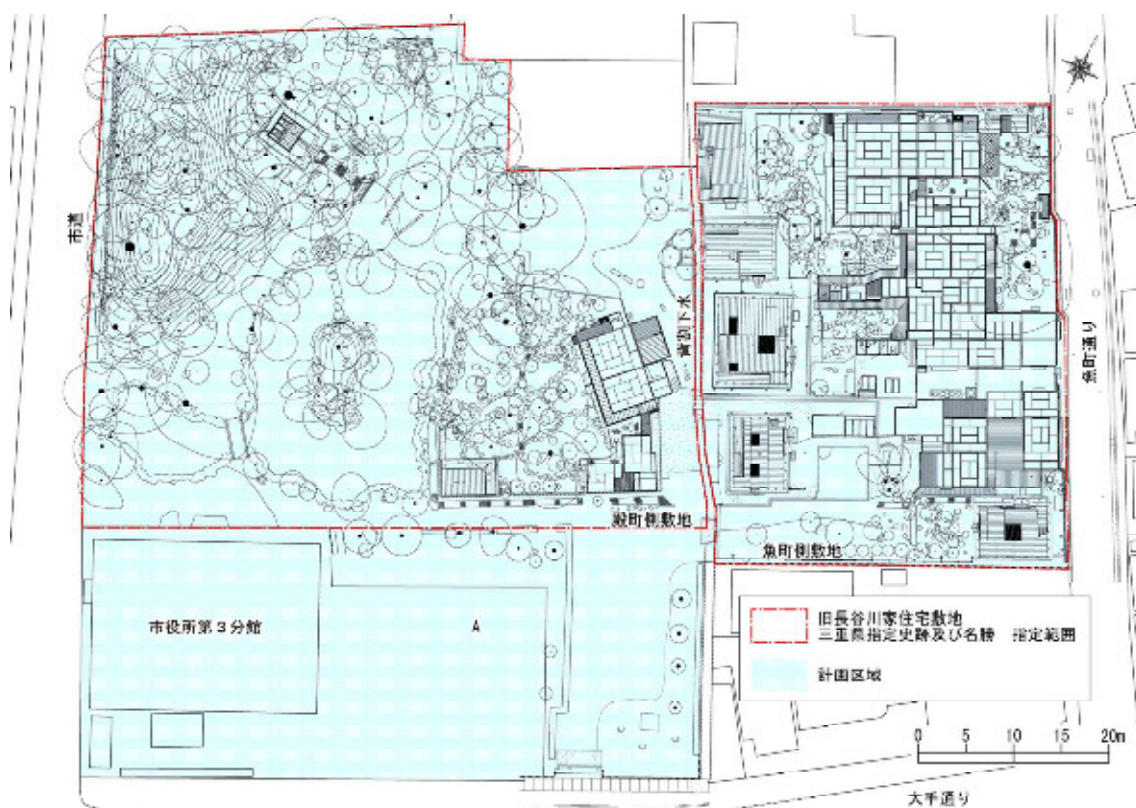 市道
背割下水
魚町通り
殿町側敷地
魚町側敷地
市役所第３分館
A
旧長谷川家住宅敷地
三重県指定史跡及び名勝　指定範囲
計画区域
0 5 10 15 20m
大手通り